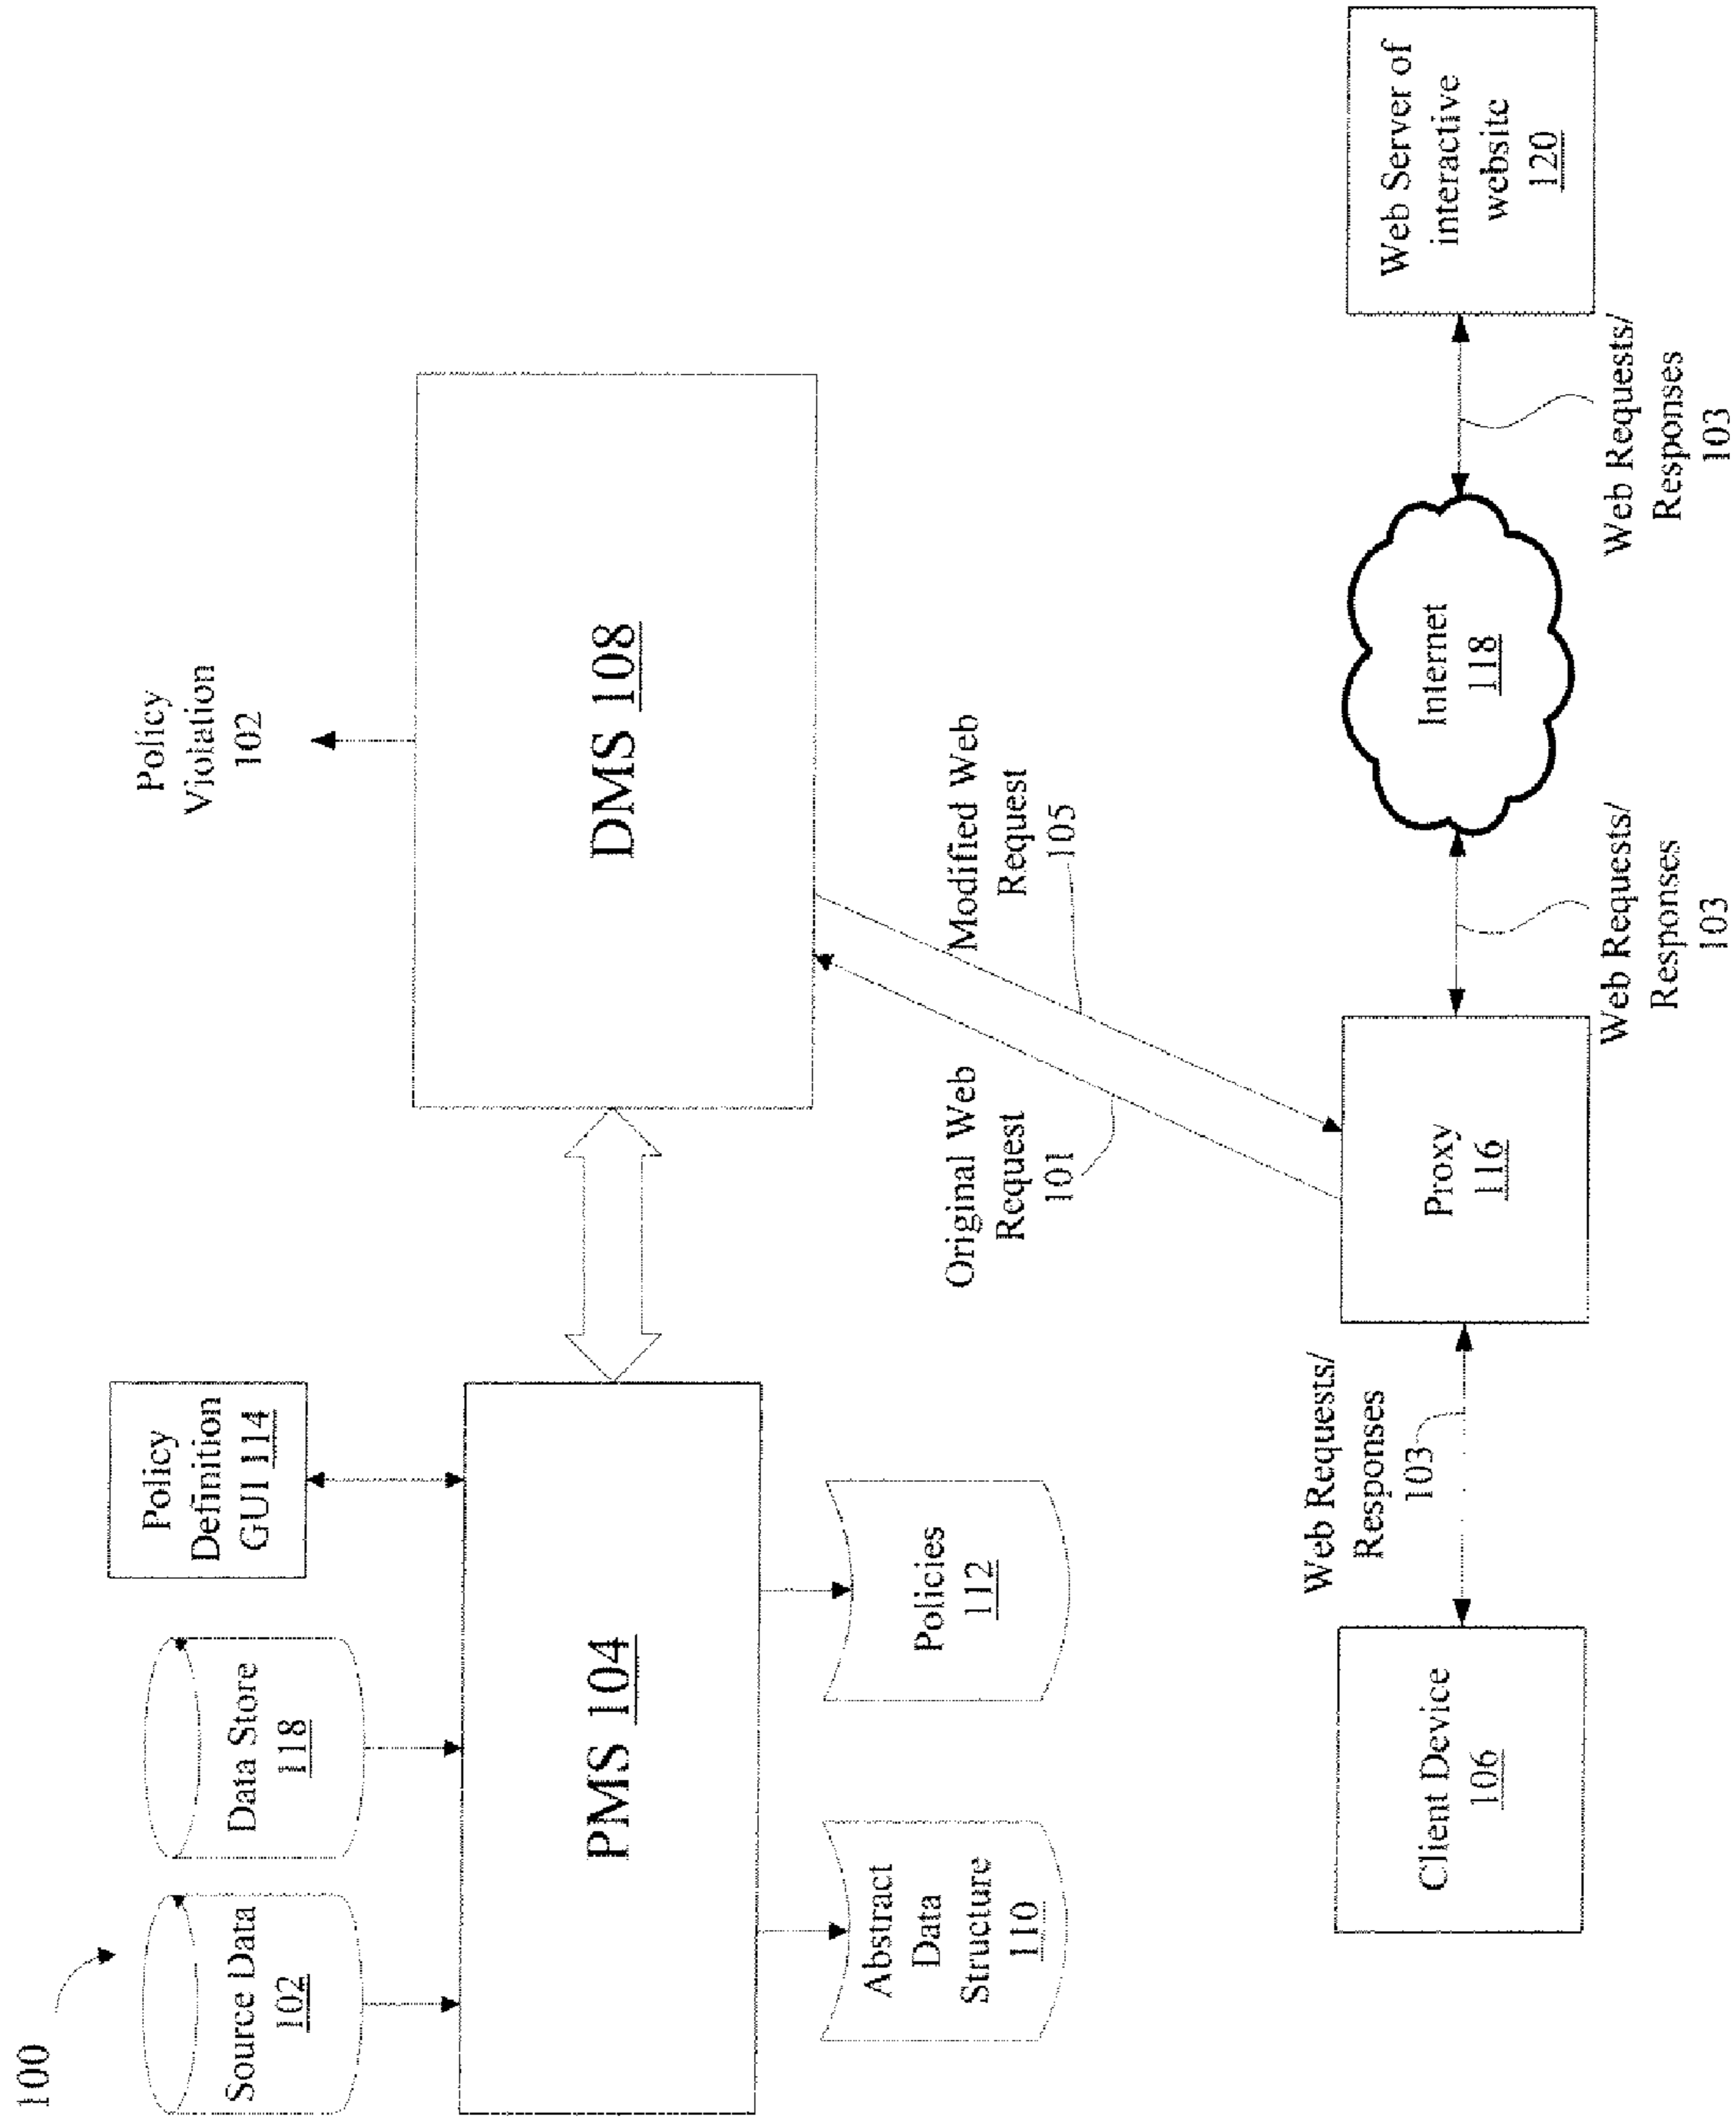 100
Source Data
102
Data Store
118
Policy
Definition
GUI 114
Policy
Violation
102
PMS 104
DMS 108
Abstract
Data
Structure
110
Policies
112
Original Web
Request
101
Modified Web
Request
105
Client Device
106
Web Requests/
Responses
103
Proxy
116
Web Requests/
Responses
103
Internet
118
Web Requests/
Responses
103
Web Server of
interactive
website
120